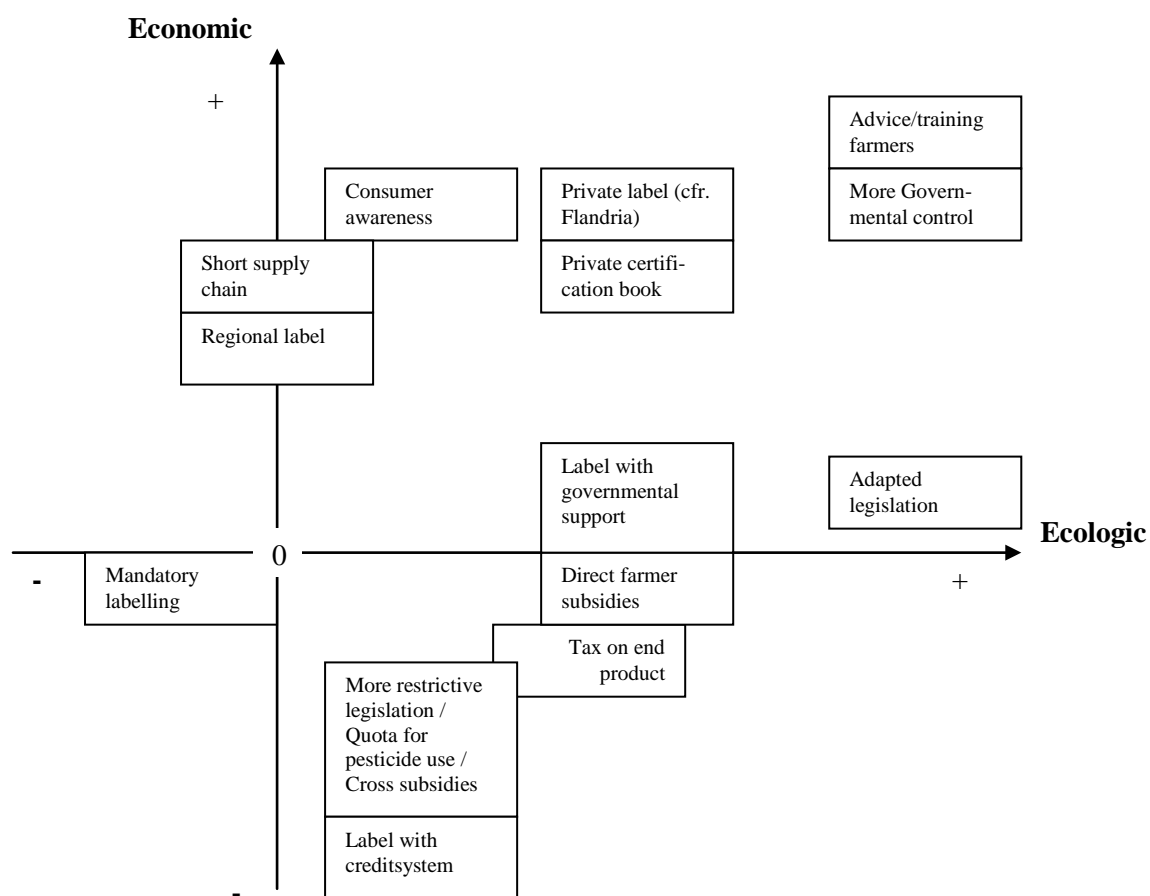 Economic
+
Advice/training
farmers
Consumer
awareness
Private label (cfr.
Flandria)
More Govern-
mental control
Short supply
chain
Private certifi-
cation book
Regional label
Label with
governmental
support
Adapted
legislation
Ecologic
0
-
Mandatory
labelling
Direct farmer
subsidies
+
Tax on end
product
More restrictive
legislation /
Quota for
pesticide use /
Cross subsidies
Label with
creditsystem
-